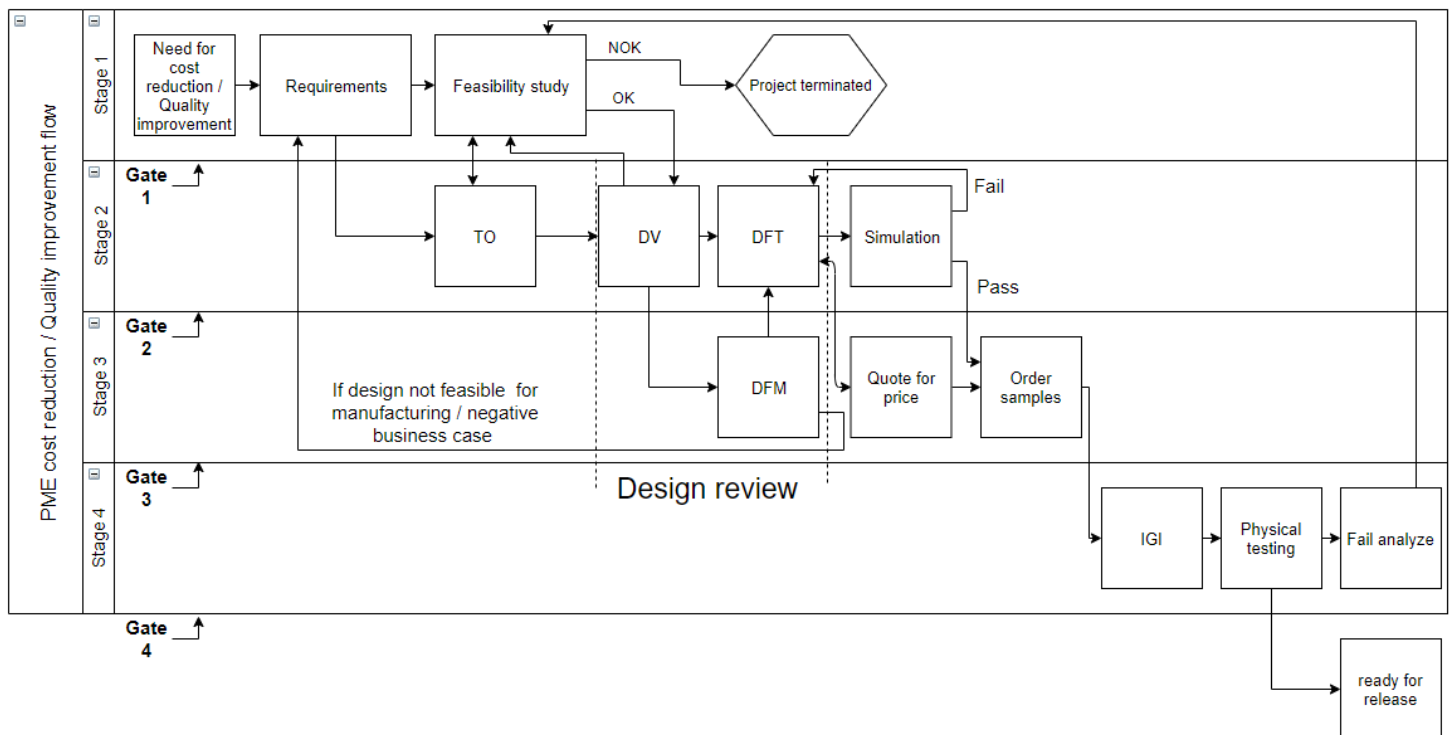 PME cost reduction / Quality improvement flow
Stage 1
Need for
cost
reduction /
Quality
improvement
Requirements
Feasibility study
NOK
OK
Project terminated
Gate
1
Stage 2
TO
DV
DFT
Simulation
Fail
Pass
Gate
2
Stage 3
If design not feasible for
manufacturing / negative
business case
DFM
Quote for
price
Order
samples
Gate
3
Design review
Stage 4
IGI
Physical
testing
Fail analyze
Gate
4
ready for
release